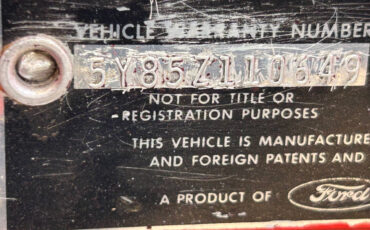 VEHICLE WARRANTY NUMBER
5Y85Z110649
NOT FOR TITLE OR
REGISTRATION PURPOSES
THIS VEHICLE IS MANUFACTURE
AND FOREIGN PATENTS AND
A PRODUCT OF Ford